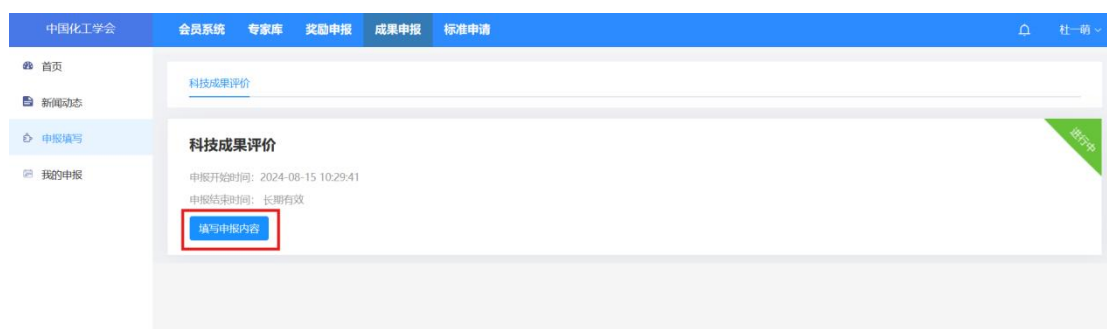 中国化工学会 会员系统 专家库 奖励申报 成果申报 标准申请 杜一萌
首页
新闻动态
申报填写
我的申报
科技成果评价
科技成果评价
进行中
申报开始时间：2024-08-15 10:29:41
申报结束时间： 长期有效
填写申报内容